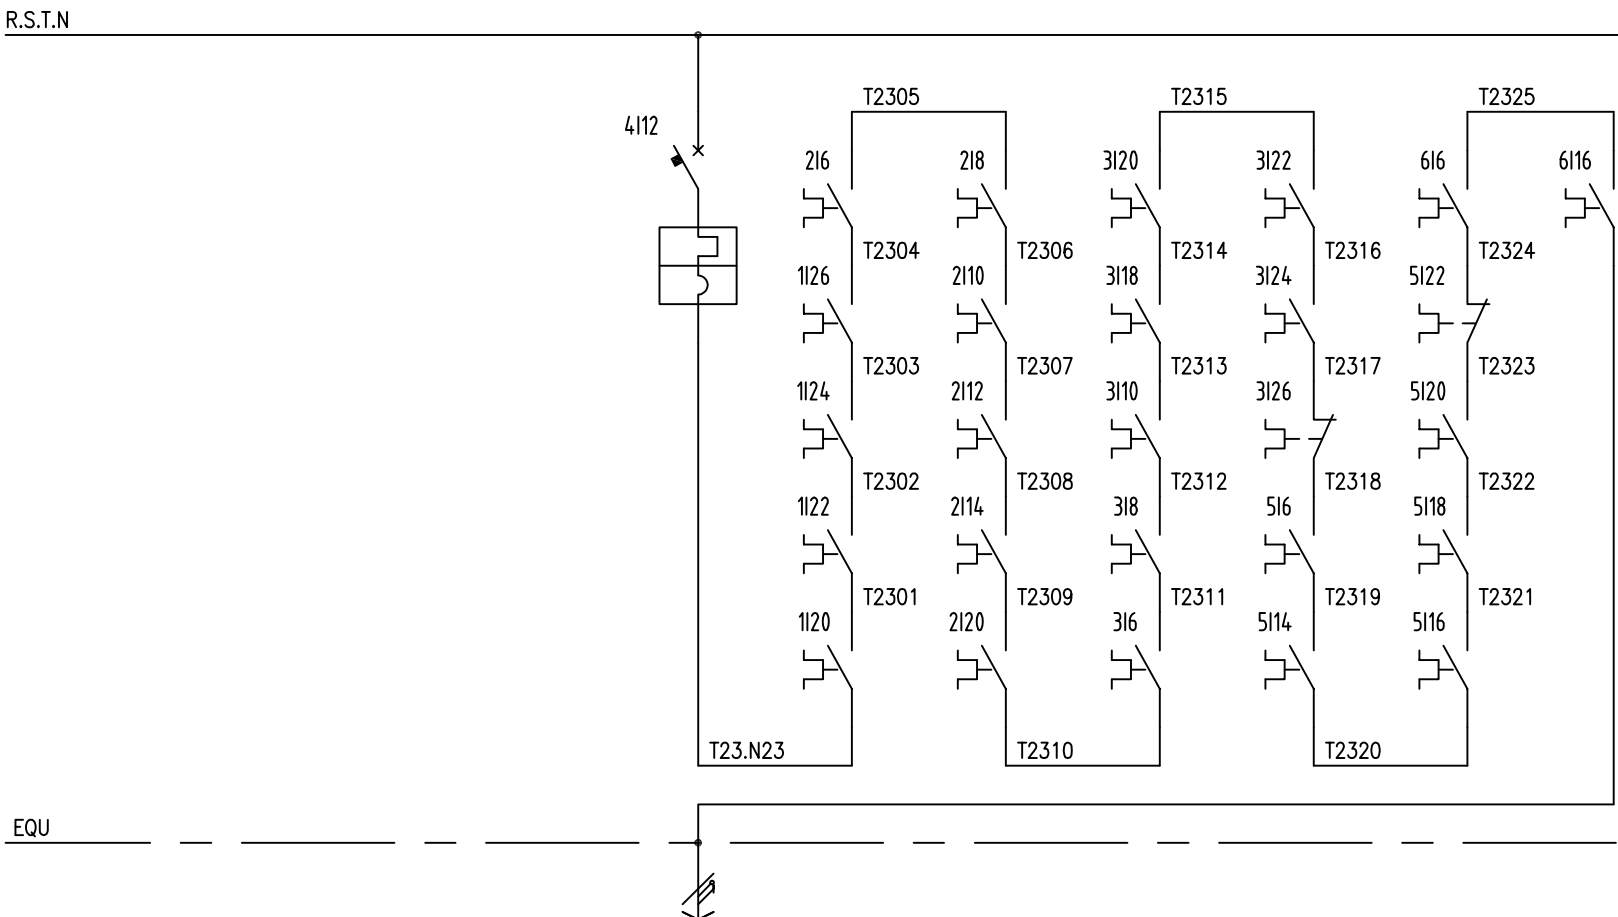 R.S.T.N
T2305 T2315 T2325
4I12
2I6 2I8 3I20 3I22 6I6 6I16
T2304 T2306 T2314 T2316 T2324
1I26 2I10 3I18 3I24 5I22
T2303 T2307 T2313 T2317 T2323
1I24 2I12 3I10 3I26 5I20
T2302 T2308 T2312 T2318 T2322
1I22 2I14 3I8 5I6 5I18
T2301 T2309 T2311 T2319 T2321
1I20 2I20 3I6 5I14 5I16
T23.N23 T2310 T2320
EQU